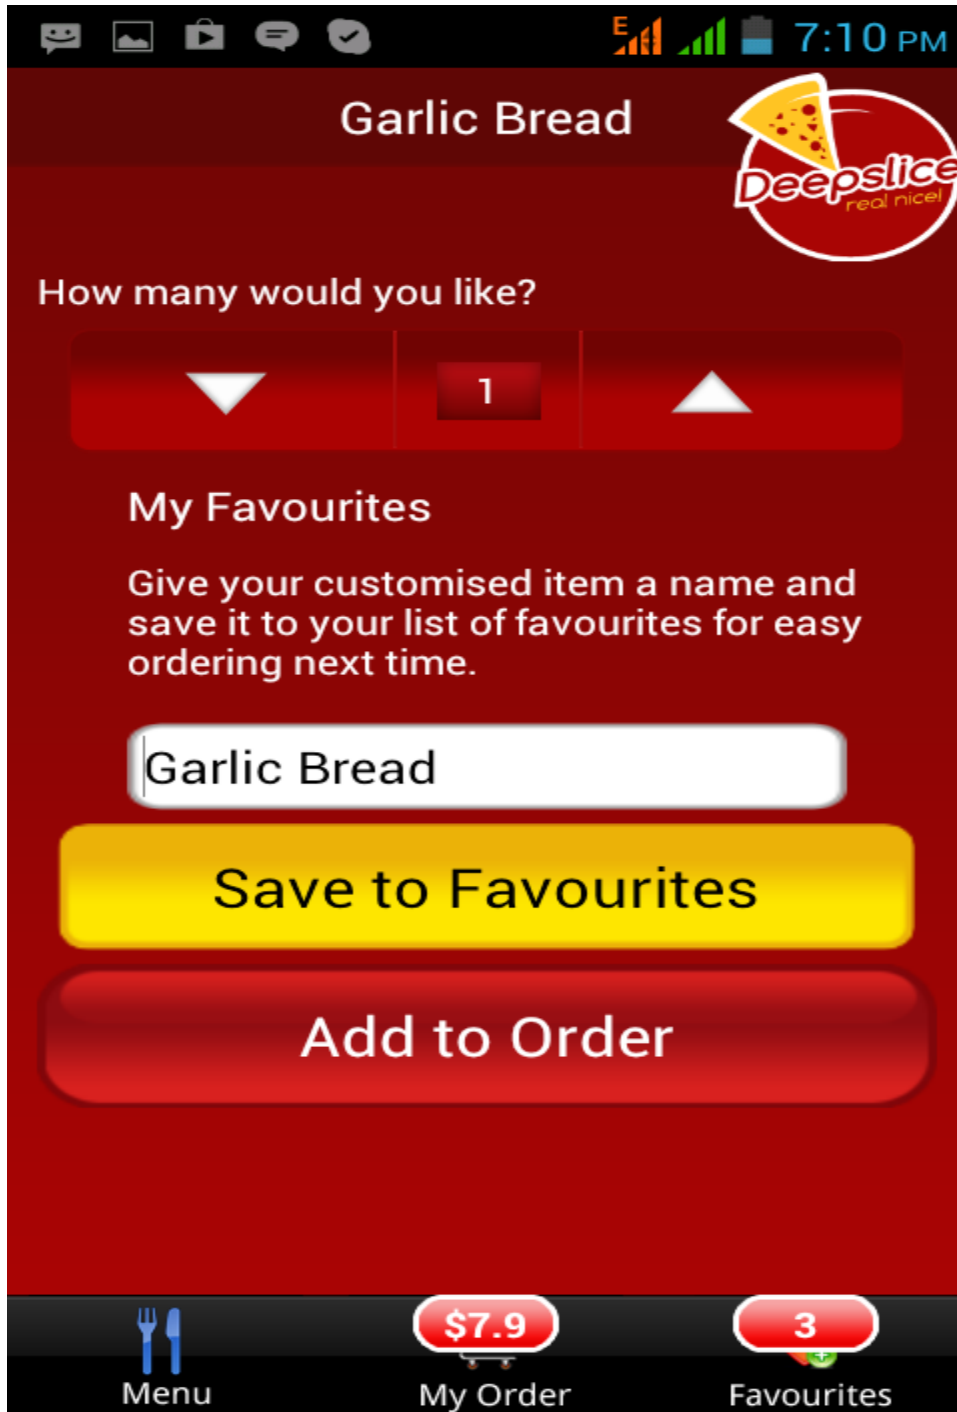 E
7:10 PM
Garlic Bread
Deepslice
real nice!
How many would you like?
1
My Favourites
Give your customised item a name and
save it to your list of favourites for easy
ordering next time.
Garlic Bread
Save to Favourites
Add to Order
$7.9
3
Menu
My Order
Favourites